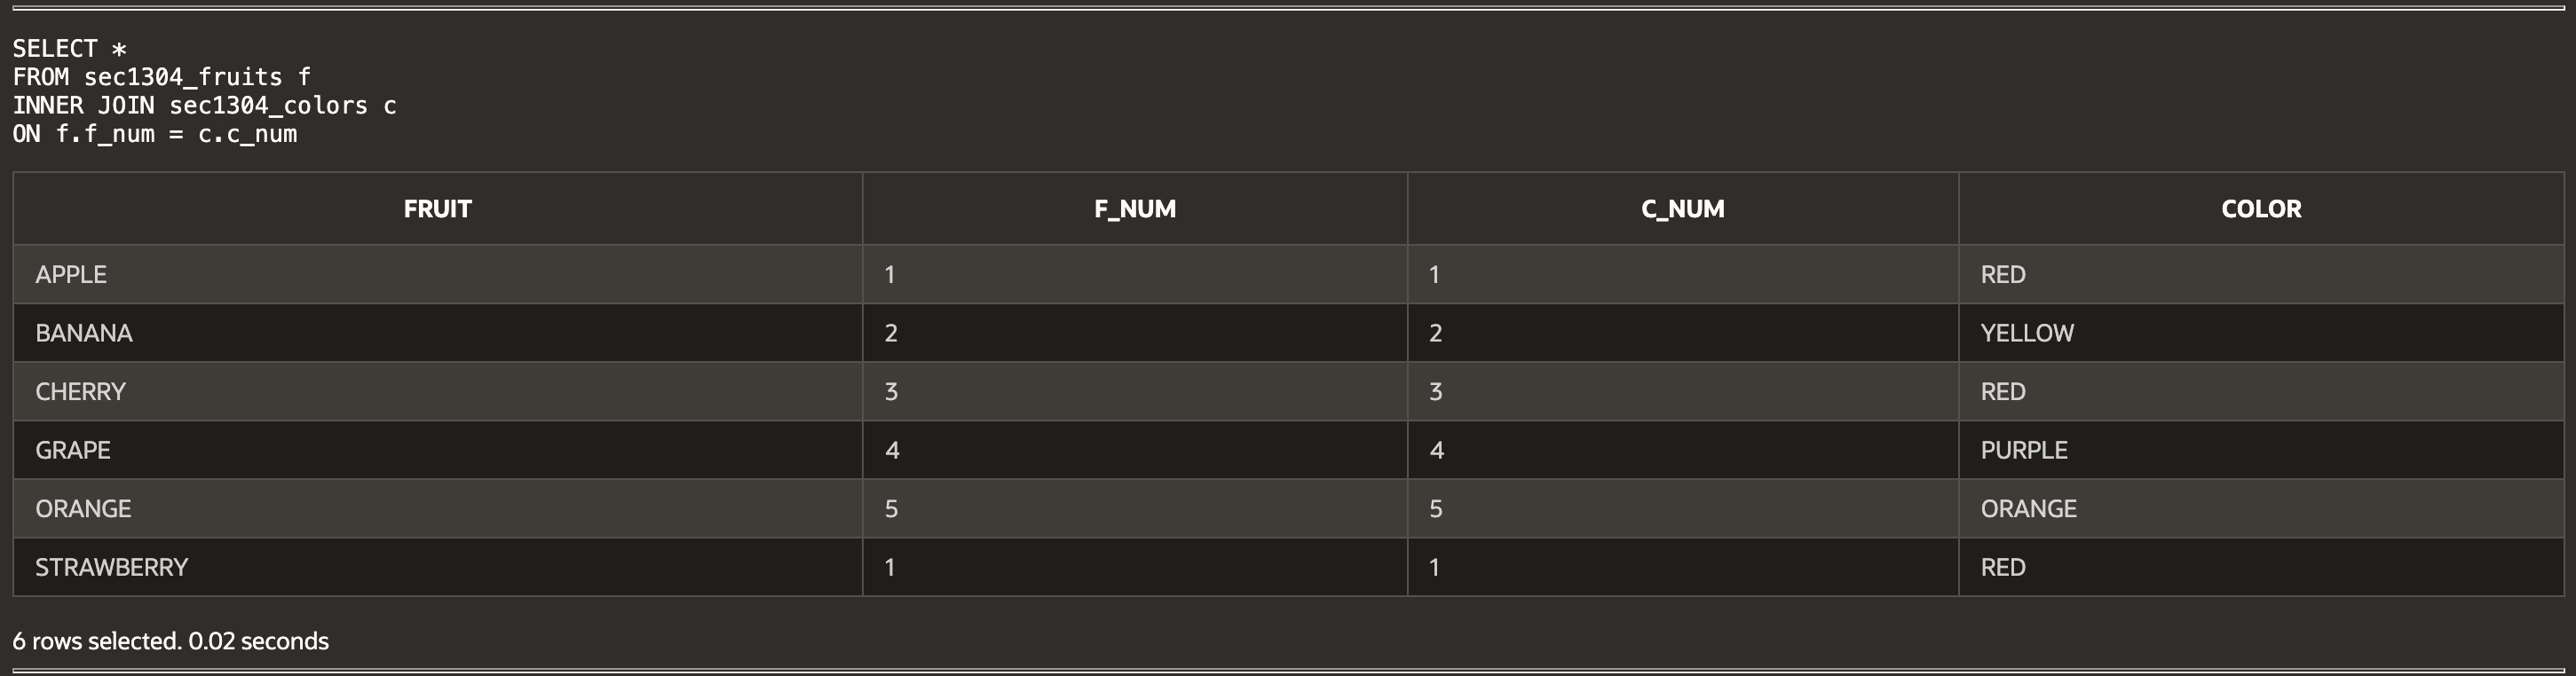 SELECT *
FROM sec1304_fruits f
INNER JOIN sec1304_colors c
ON f.f_num = c.c_num
FRUIT F_NUM C_NUM COLOR
APPLE 1 1 RED
BANANA 2 2 YELLOW
CHERRY 3 3 RED
GRAPE 4 4 PURPLE
ORANGE 5 5 ORANGE
STRAWBERRY 1 1 RED
6 rows selected. 0.02 seconds